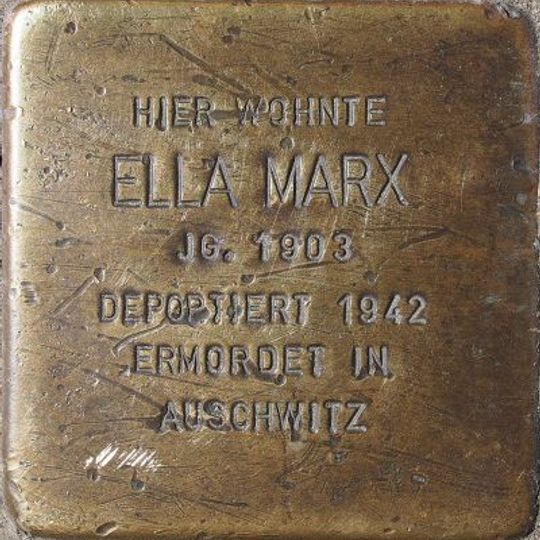 HIER WOHNTE
ELLA MARX
JG. 1903
DEPORTIERT 1942
ERMORDET IN
AUSCHWITZ